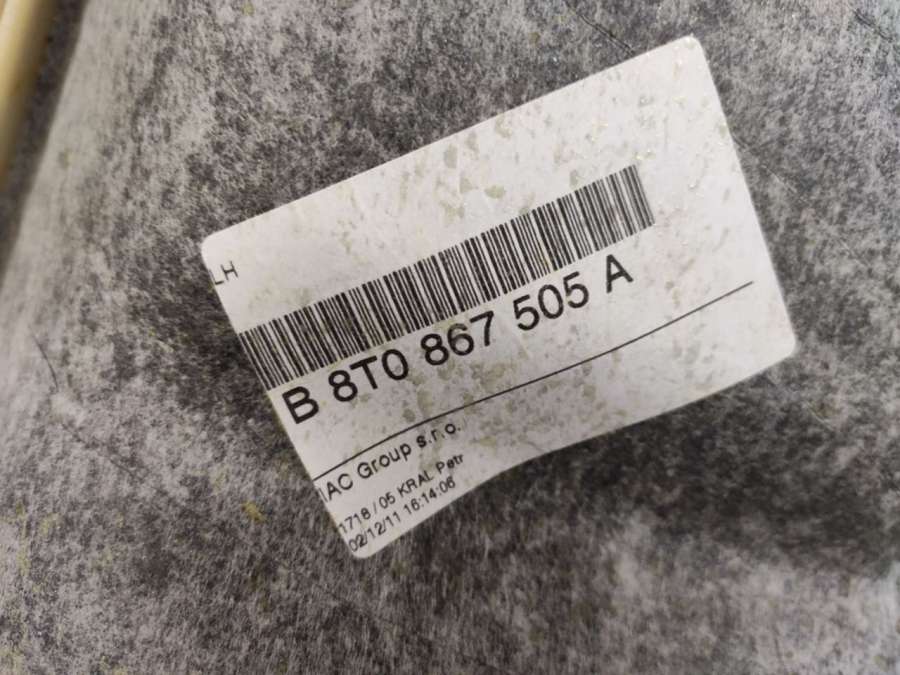 LH
B 8T0 867 505 A
IAC Group s.r.o.
1718 / 05 KRAL Petr
02/12/11 16:14:06